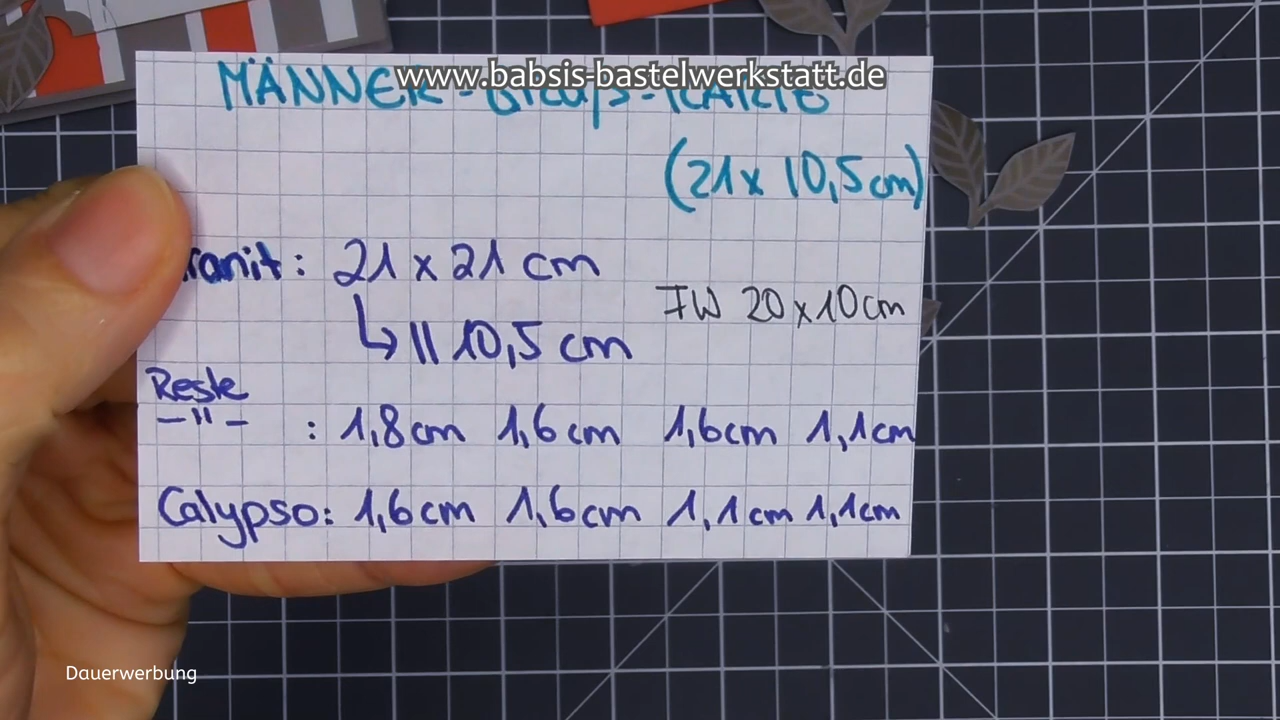 www.babsis-bastelwerkstatt.de
MÄNNER-
(21 x 10,5 cm)
ranit: 21 x 21 cm
↳ || 10,5 cm
FW 20 x 10 cm
Reste
-"- : 1,8 cm 1,6 cm 1,6 cm 1,1 cm
Calypso: 1,6 cm 1,6 cm 1,1 cm 1,1 cm
Dauerwerbung